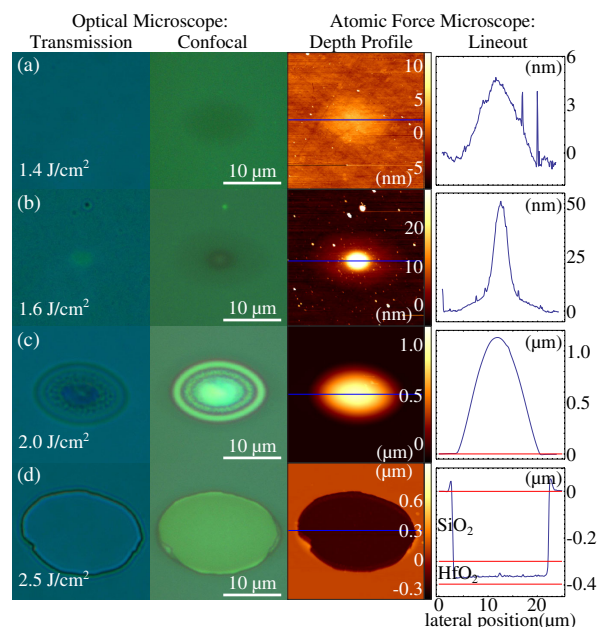 Optical Microscope: Atomic Force Microscope:
Transmission Confocal Depth Profile Lineout
(a) 10 (nm) 6
5 3
0
1.4 J/cm² 10 µm (nm) -5 0
(b) (nm) 50
20
10 25
1.6 J/cm² 10 µm (nm) 0 0
(c) 1.0 (µm)
1.0
0.5 0.5
2.0 J/cm² 10 µm (µm) 0 0
(d) (µm) (µm)
0.6 0
SiO₂
0.3 -0.2
0 HfO₂
2.5 J/cm² 10 µm -0.3 -0.4
0 10 20
lateral position(µm)